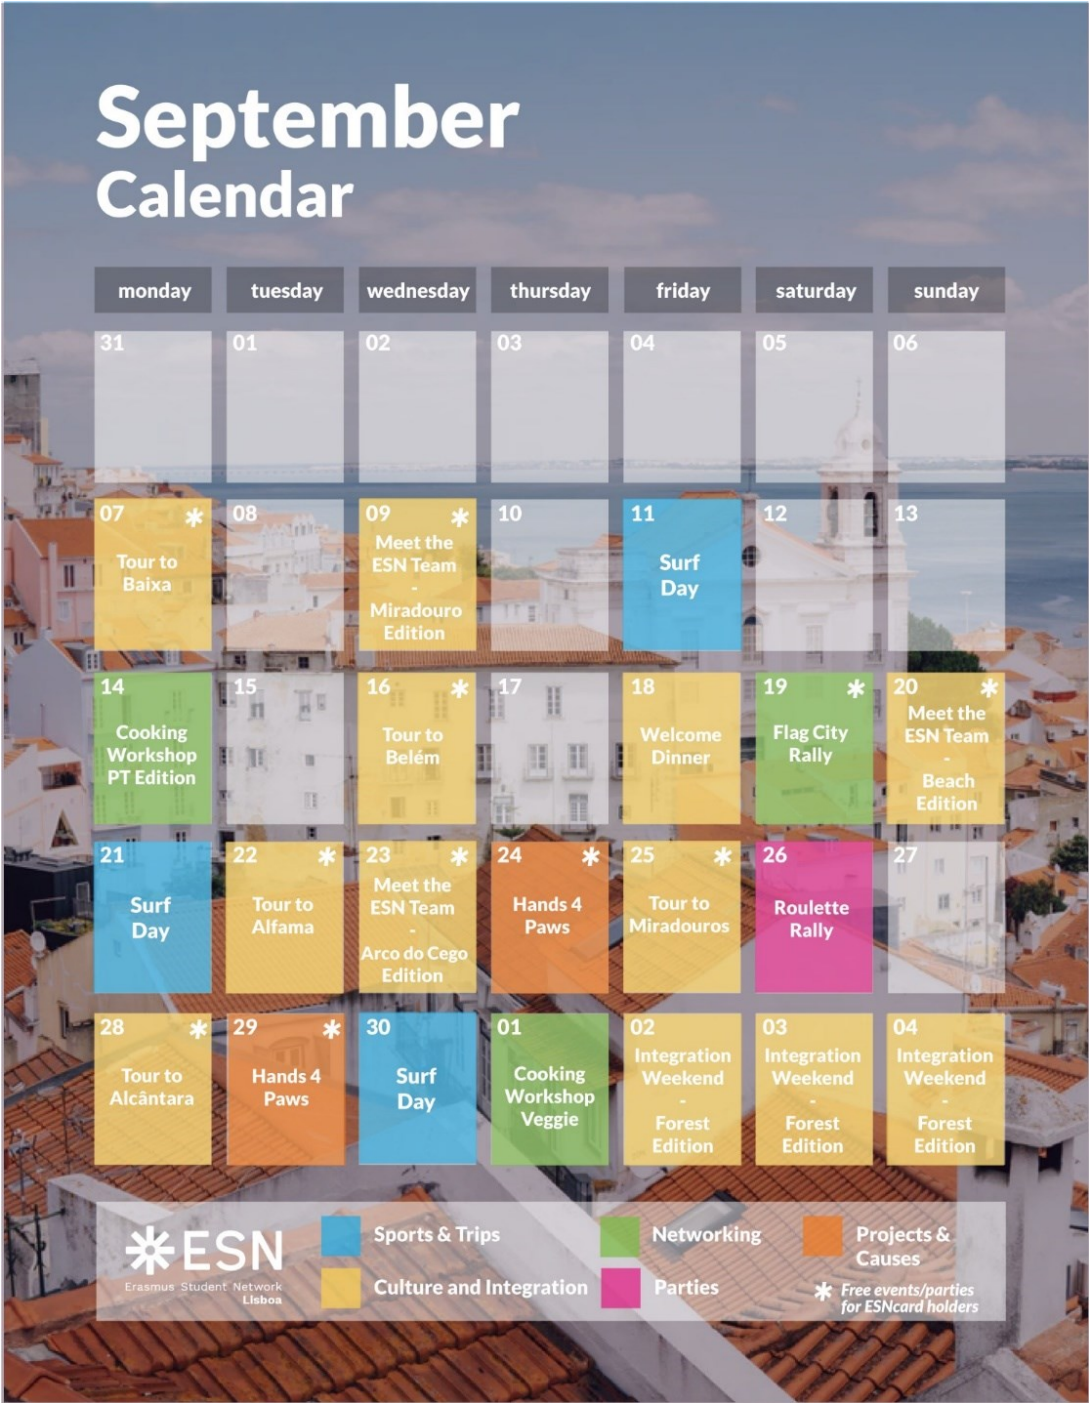 September
Calendar
monday tuesday wednesday thursday friday saturday sunday
31 01 02 03 04 05 06
07 *
Tour to
Baixa
08
09 *
Meet the
ESN Team
-
Miradouro
Edition
10
11
Surf
Day
12
13
14
Cooking
Workshop
PT Edition
15
16 *
Tour to
Belém
17
18
Welcome
Dinner
19 *
Flag City
Rally
20 *
Meet the
ESN Team
-
Beach
Edition
21
Surf
Day
22 *
Tour to
Alfama
23 *
Meet the
ESN Team
-
Arco do Cego
Edition
24 *
Hands 4
Paws
25 *
Tour to
Miradouros
26
Roulette
Rally
27
28 *
Tour to
Alcântara
29 *
Hands 4
Paws
30
Surf
Day
01
Cooking
Workshop
Veggie
02
Integration
Weekend
-
Forest
Edition
03
Integration
Weekend
-
Forest
Edition
04
Integration
Weekend
-
Forest
Edition
ESN
Erasmus Student Network
Lisboa
Sports & Trips
Culture and Integration
Networking
Parties
Projects &
Causes
* Free events/parties
for ESNcard holders